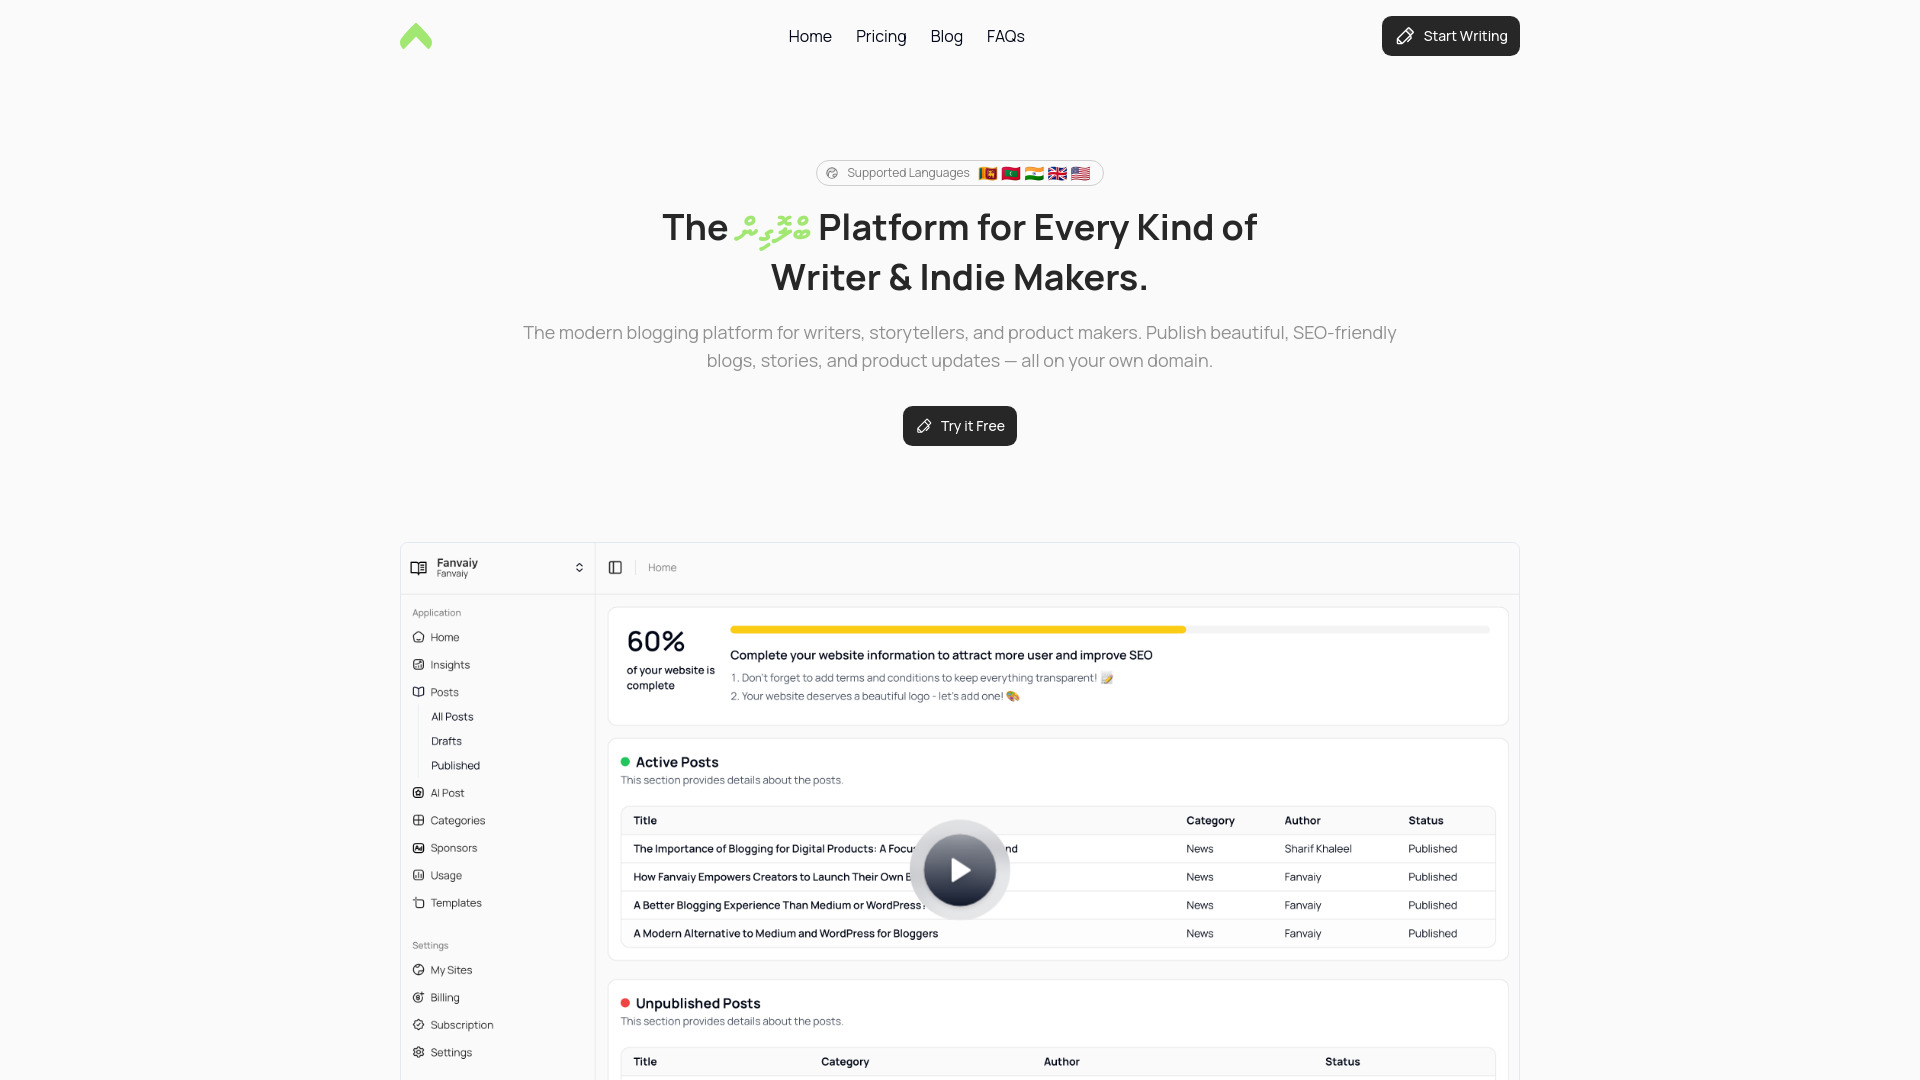 Home Pricing Blog FAQs
Start Writing
Supported Languages
The ބްލޮގިން Platform for Every Kind of
Writer & Indie Makers.
The modern blogging platform for writers, storytellers, and product makers. Publish beautiful, SEO-friendly
blogs, stories, and product updates — all on your own domain.
Try it Free
Fanvaiy
Fanvaiy
Home
Application
Home
Insights
Posts
All Posts
Drafts
Published
AI Post
Categories
Sponsors
Usage
Templates
Settings
My Sites
Billing
Subscription
Settings
60%
of your website is
complete
Complete your website information to attract more user and improve SEO
1. Don't forget to add terms and conditions to keep everything transparent! 📝
2. Your website deserves a beautiful logo - let's add one! 🎨
Active Posts
This section provides details about the posts.
Title Category Author Status
The Importance of Blogging for Digital Products: A nd News Sharif Khaleel Published
How Fanvaiy Empowers Creators to Launch Their Own News Fanvaiy Published
A Better Blogging Experience Than Medium or WordPress News Fanvaiy Published
A Modern Alternative to Medium and WordPress for Bloggers News Fanvaiy Published
Unpublished Posts
This section provides details about the posts.
Title Category Author Status